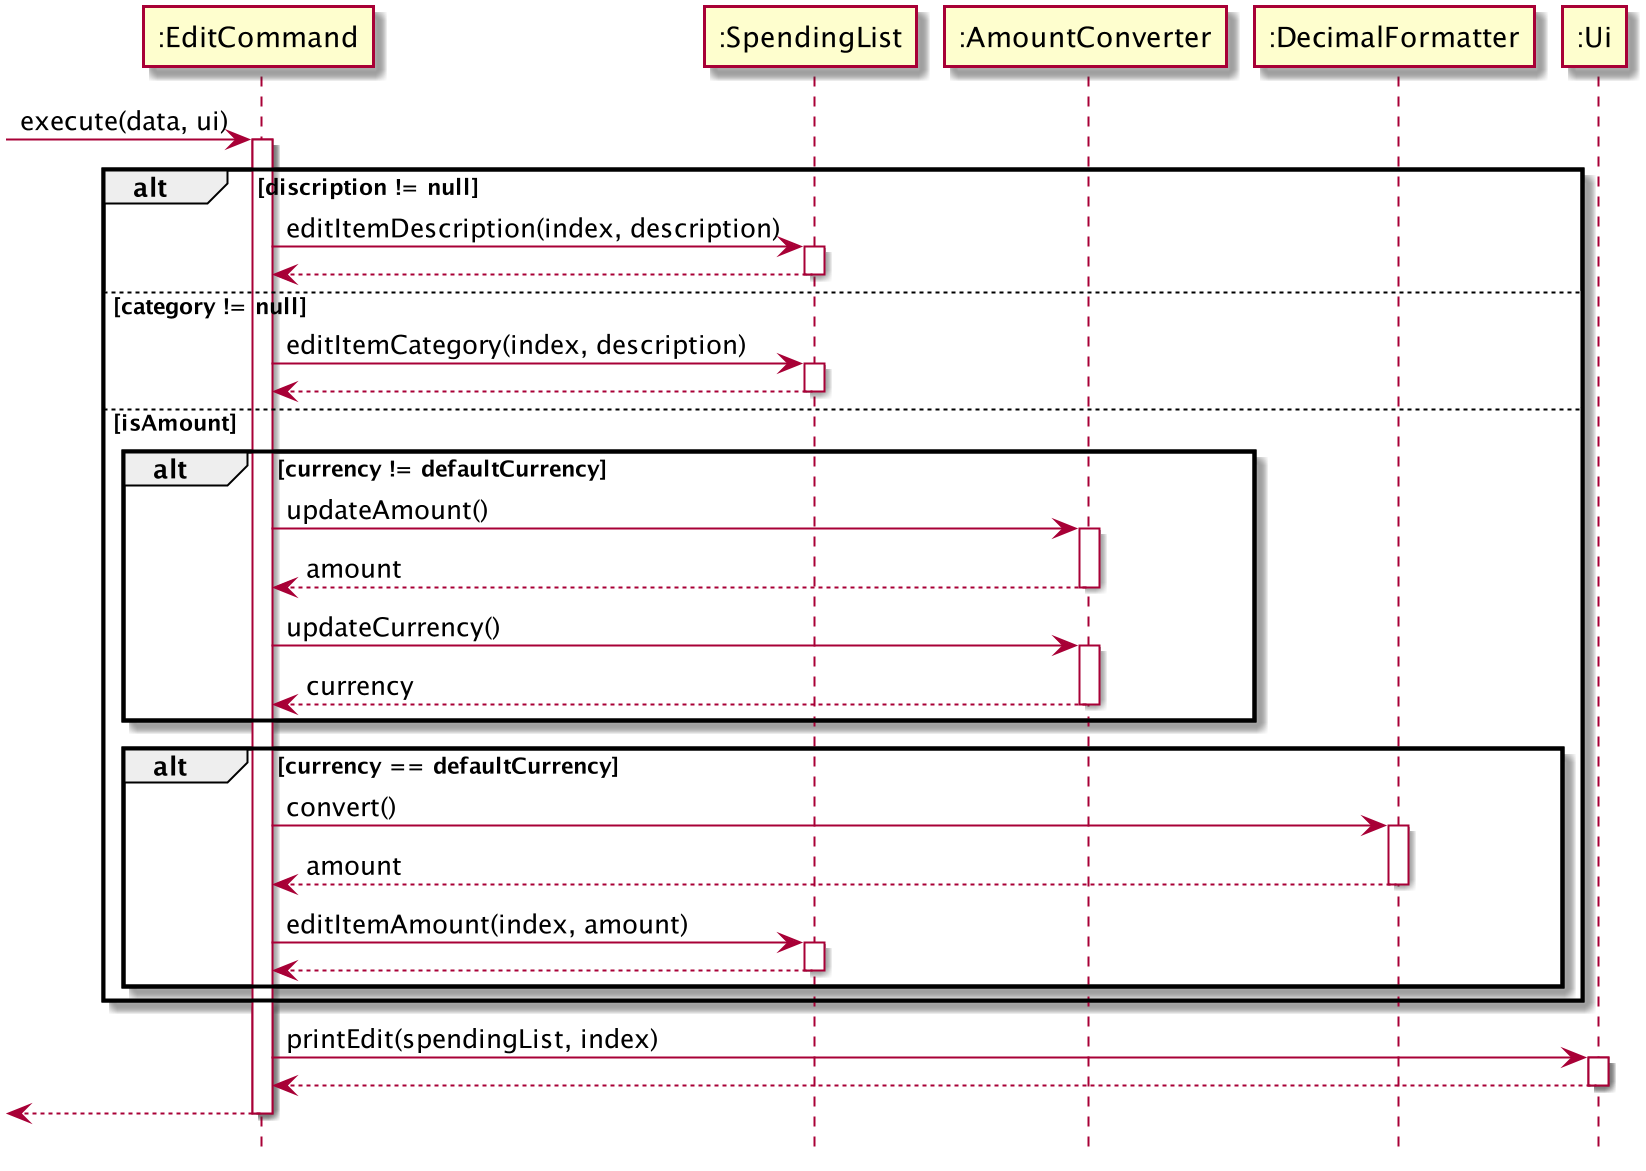 :EditCommand
:SpendingList
:AmountConverter
:DecimalFormatter
:Ui
execute(data, ui)
alt
[discription != null]
editItemDescription(index, description)
[category != null]
editItemCategory(index, description)
[isAmount]
alt
[currency != defaultCurrency]
updateAmount()
amount
updateCurrency()
currency
alt
[currency == defaultCurrency]
convert()
amount
editItemAmount(index, amount)
printEdit(spendingList, index)